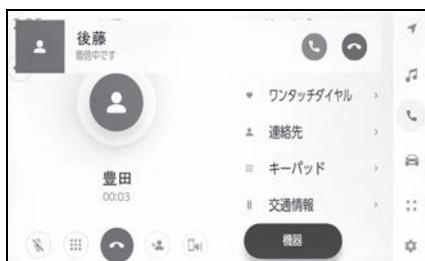 後藤
着信中です
ワンタッチダイヤル
連絡先
豊田
00:03
キーパッド
交通情報
機器